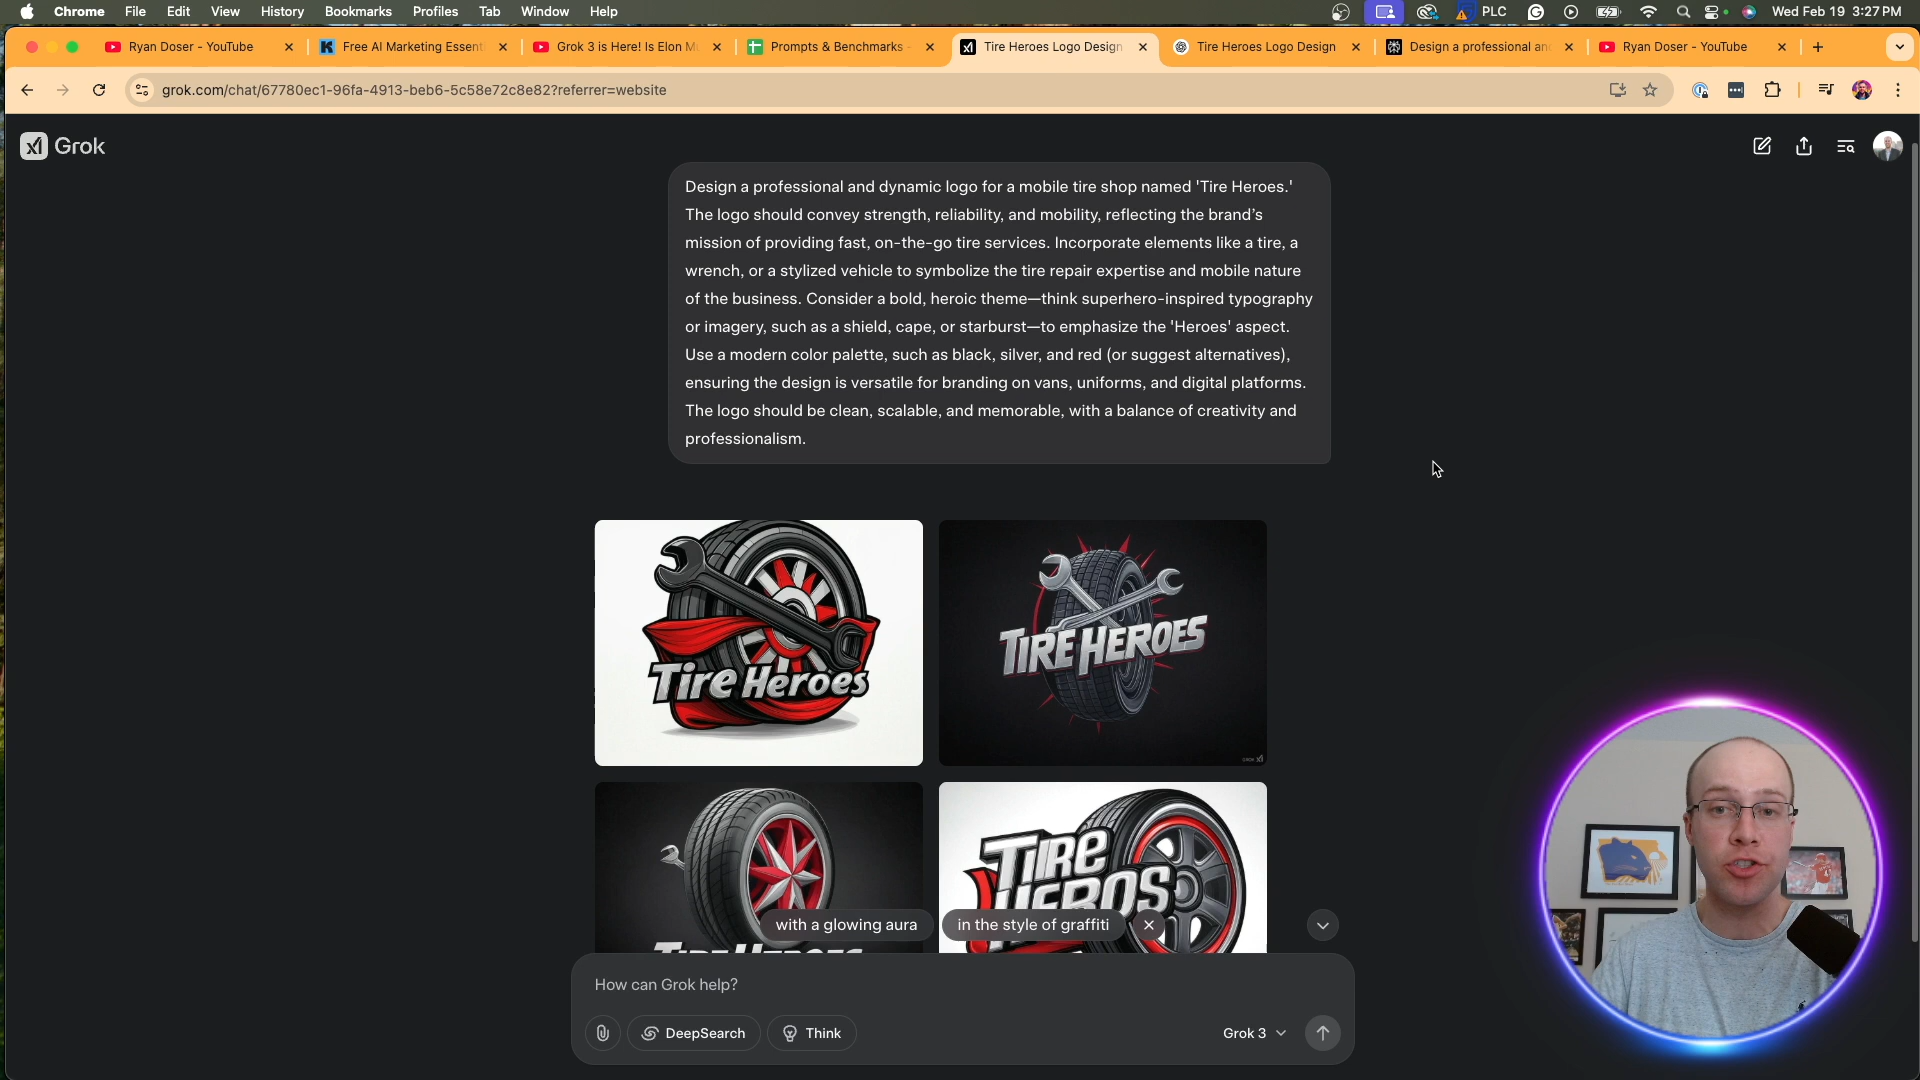 Chrome File Edit View History Bookmarks Profiles Tab Window Help PLC Wed Feb 19 3:27 PM
Ryan Doser - YouTube Free AI Marketing Essent Grok 3 is Here! Is Elon M Prompts & Benchmarks - Tire Heroes Logo Design Tire Heroes Logo Design Design a professional an Ryan Doser - YouTube
grok.com/chat/67780ec1-96fa-4913-beb6-5c58e72c8e82?referrer=website
Grok
Design a professional and dynamic logo for a mobile tire shop named 'Tire Heroes.'
The logo should convey strength, reliability, and mobility, reflecting the brand's
mission of providing fast, on-the-go tire services. Incorporate elements like a tire, a
wrench, or a stylized vehicle to symbolize the tire repair expertise and mobile nature
of the business. Consider a bold, heroic theme—think superhero-inspired typography
or imagery, such as a shield, cape, or starburst—to emphasize the 'Heroes' aspect.
Use a modern color palette, such as black, silver, and red (or suggest alternatives),
ensuring the design is versatile for branding on vans, uniforms, and digital platforms.
The logo should be clean, scalable, and memorable, with a balance of creativity and
professionalism.
Tire Heroes
TIRE HEROES
TIRE HEROES
TIRE
HEROS
with a glowing aura
in the style of graffiti
How can Grok help?
DeepSearch Think Grok 3